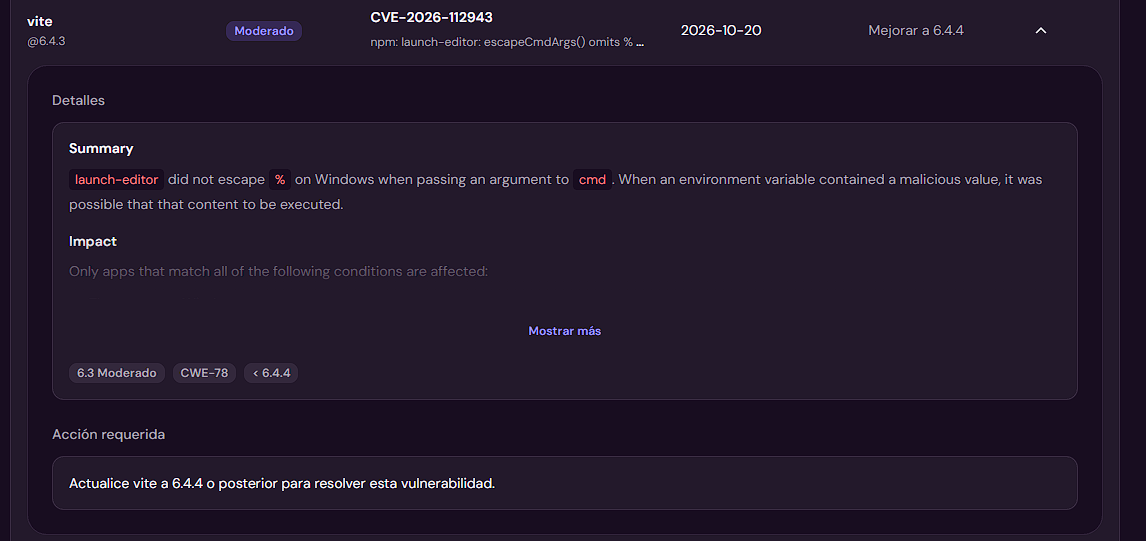 vite
@6.4.3
Moderado
CVE-2026-112943
npm: launch-editor: escapeCmdArgs() omits % ...
2026-10-20
Mejorar a 6.4.4
Detalles
Summary
launch-editor did not escape % on Windows when passing an argument to cmd. When an environment variable contained a malicious value, it was
possible that that content to be executed.
Impact
Only apps that match all of the following conditions are affected:
Mostrar más
6.3 Moderado CWE-78 < 6.4.4
Acción requerida
Actualice vite a 6.4.4 o posterior para resolver esta vulnerabilidad.